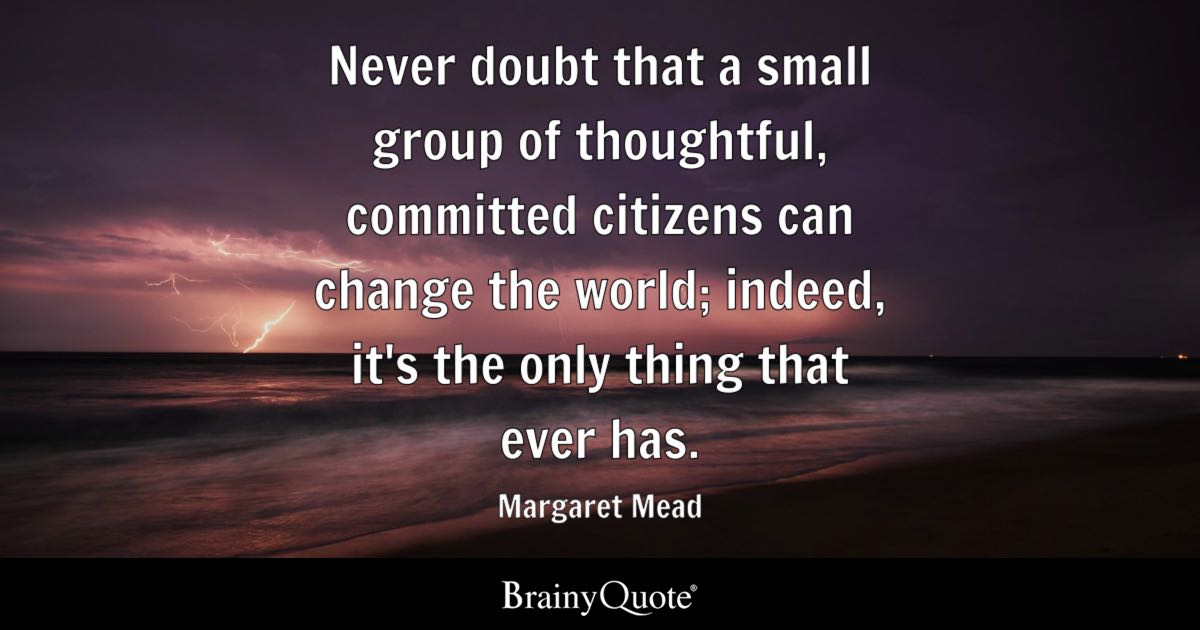 Never doubt that a small
group of thoughtful,
committed citizens can
change the world; indeed,
it's the only thing that
ever has.
Margaret Mead
BrainyQuote®